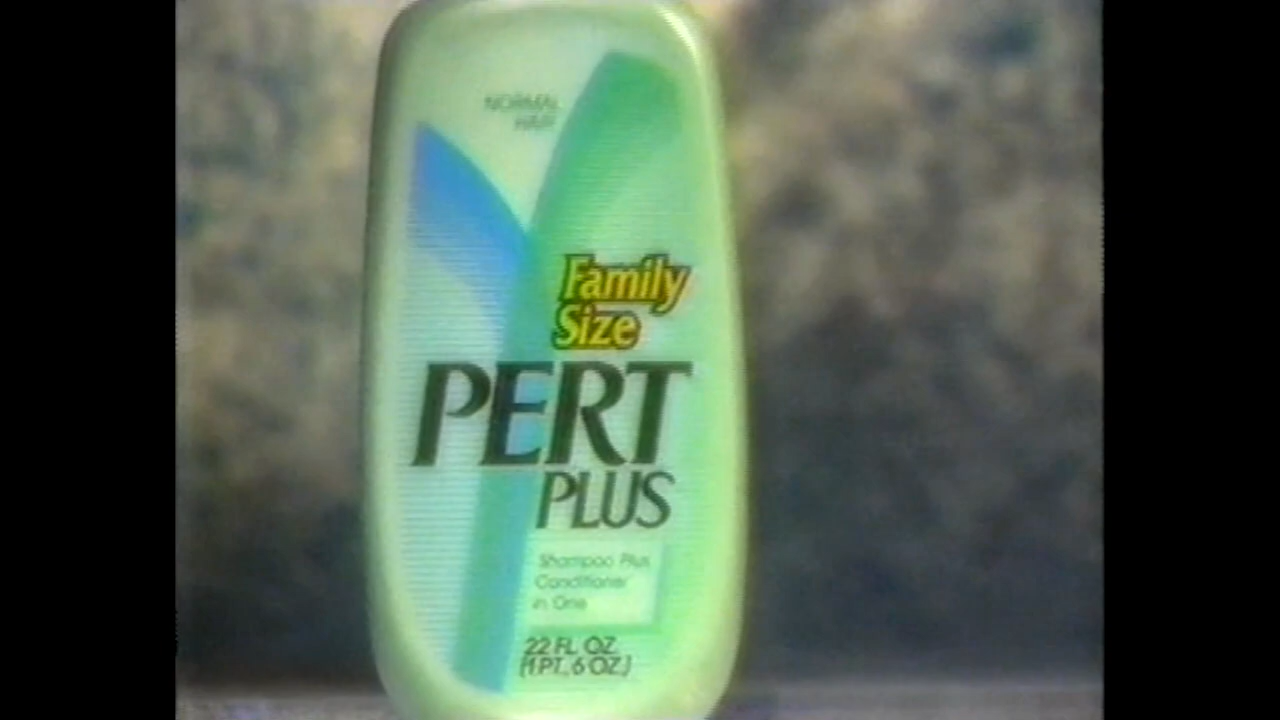 NORMAL
HAIR
Family
Size
PERT
PLUS
Shampoo Plus
Conditioner
in One
22 FL. OZ.
(1 PT., 6 OZ.)